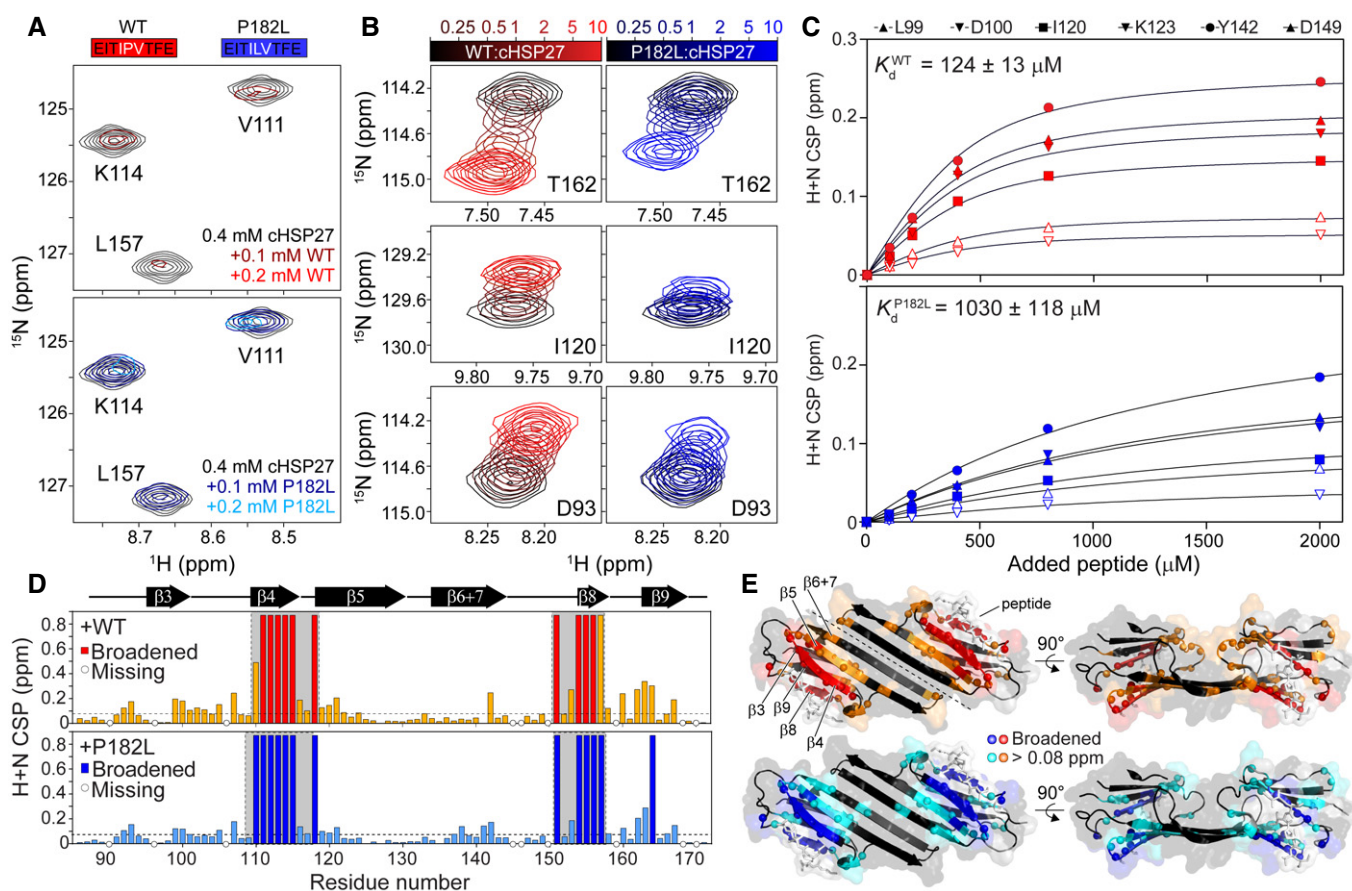 A
WT P182L
EITIPVTFE EITILVTFE
125
126
127
V111
K114
L157
0.4 mM cHSP27
+0.1 mM WT
+0.2 mM WT
15N (ppm)
125
126
127
V111
K114
L157
0.4 mM cHSP27
+0.1 mM P182L
+0.2 mM P182L
8.7 8.6 8.5
1H (ppm)
B
0.25 0.5 1 2 5 10 0.25 0.5 1 2 5 10
WT:cHSP27 P182L:cHSP27
15N (ppm)
114.2
114.6
115.0
T162 T162
7.50 7.45 7.50 7.45
15N (ppm)
129.2
129.6
130.0
I120 I120
9.80 9.75 9.70 9.80 9.75 9.70
15N (ppm)
114.2
114.6
115.0
D93 D93
8.25 8.20 8.25 8.20
1H (ppm)
C
L99 D100 I120 K123 Y142 D149
KdWT = 124 ± 13 μM
H+N CSP (ppm)
0.3
0.2
0.1
0
KdP182L = 1030 ± 118 μM
H+N CSP (ppm)
0.2
0.1
0
0 500 1000 1500 2000
Added peptide (μM)
D
β3 β4 β5 β6+7 β8 β9
H+N CSP (ppm)
0.8
0.6
0.4
0.2
0
+WT
Broadened
Missing
0.8
0.6
0.4
0.2
0
+P182L
Broadened
Missing
90 100 110 120 130 140 150 160 170
Residue number
E
β6+7
β5
peptide
90°
β3
β9
β8
β4
Broadened
> 0.08 ppm
90°